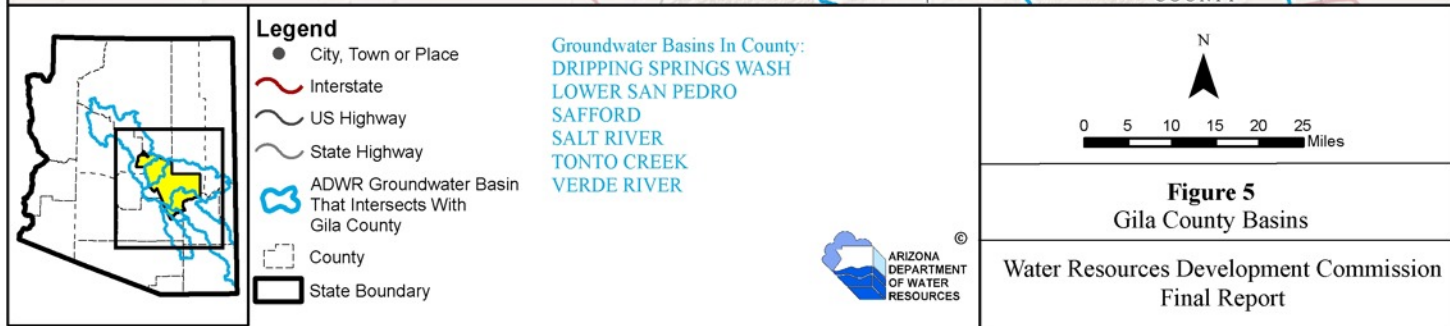 COUNTY
Legend
City, Town or Place
Interstate
US Highway
State Highway
ADWR Groundwater Basin
That Intersects With
Gila County
County
State Boundary
Groundwater Basins In County:
DRIPPING SPRINGS WASH
LOWER SAN PEDRO
SAFFORD
SALT RIVER
TONTO CREEK
VERDE RIVER
©
ARIZONA
DEPARTMENT
OF WATER
RESOURCES
N
0 5 10 15 20 25
Miles
Figure 5
Gila County Basins
Water Resources Development Commission
Final Report